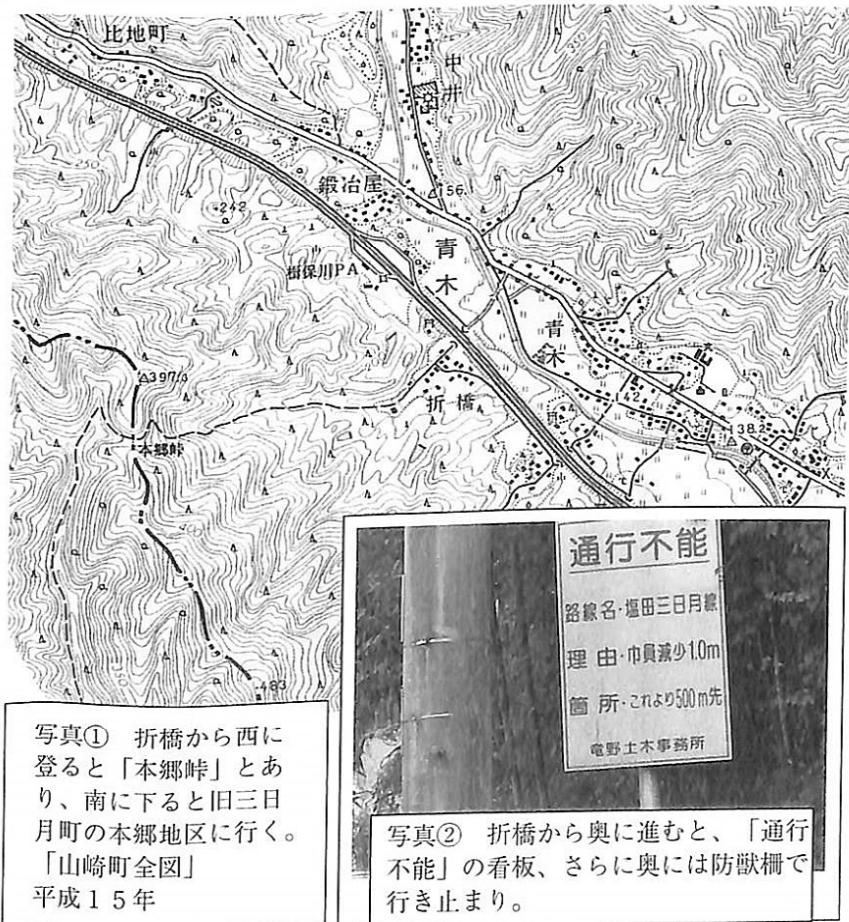 比地町
中井
鍛冶屋
156.
242
青木
揖保川PA
青木
折橋
142
138.2
397.3
本郷峠
483
通行不能
路線名・塩田三日月線
理由・巾員減少1.0m
箇所・これより500m先
竜野土木事務所
写真① 折橋から西に
登ると「本郷峠」とあ
り、南に下ると旧三日
月町の本郷地区に行く。
「山崎町全図」
平成15年
写真② 折橋から奥に進むと、「通行
不能」の看板、さらに奥には防獣柵で
行き止まり。